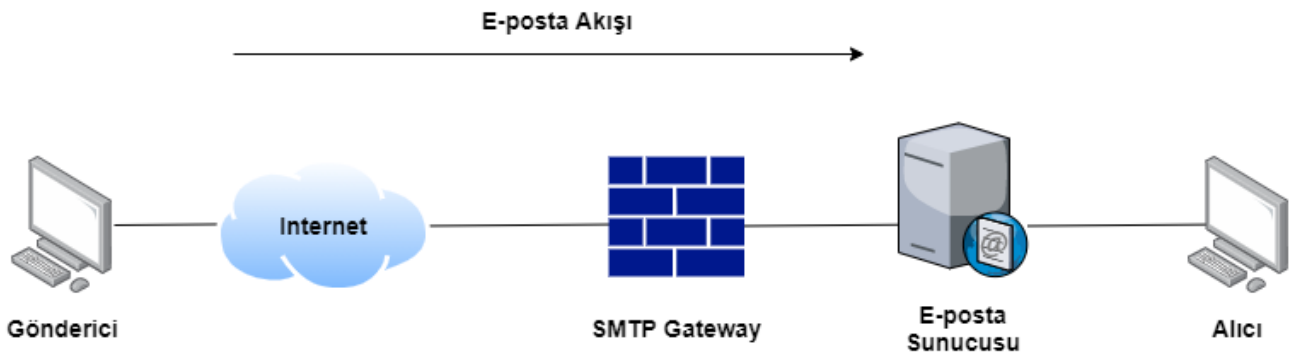 E-posta Akışı
Internet
Gönderici
SMTP Gateway
E-posta
Sunucusu
Alıcı